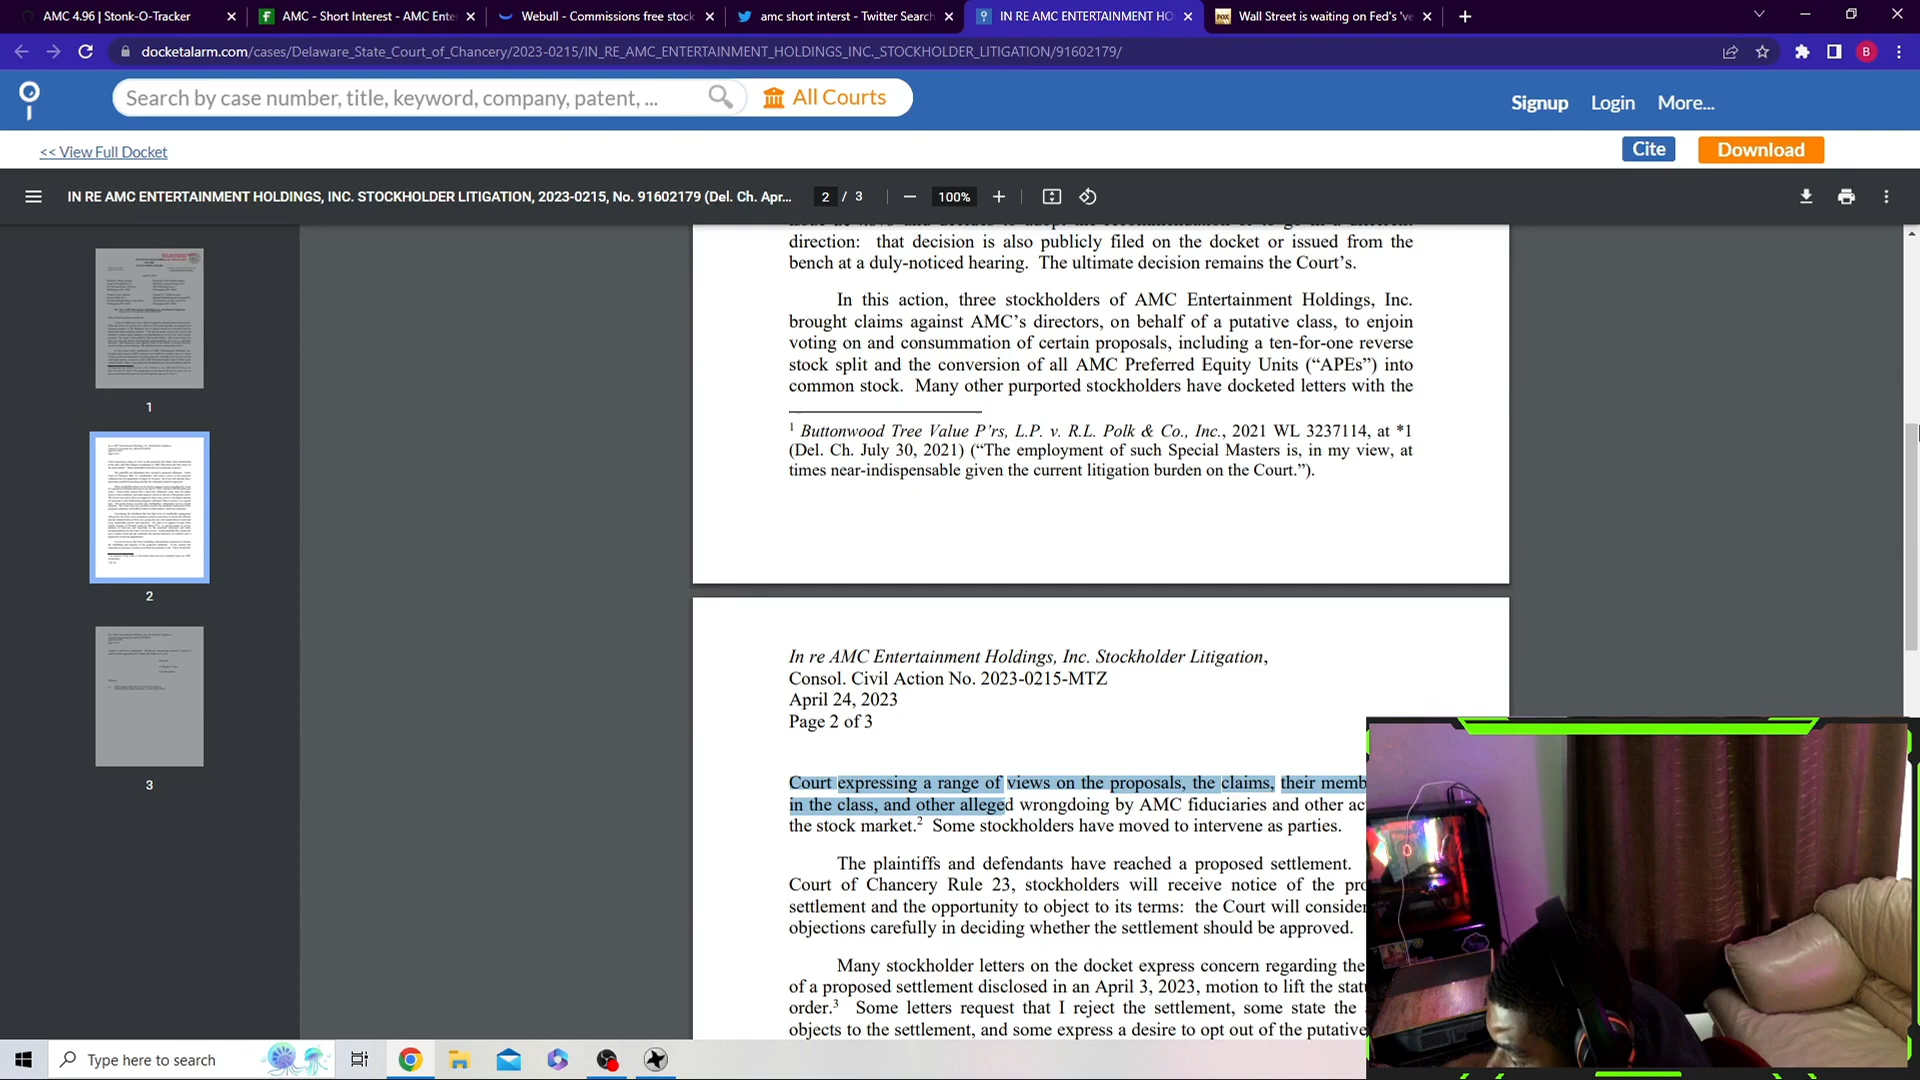 AMC 4.96 | Stonk-O-Tracker
AMC - Short Interest - AMC Ente
Webull - Commissions free stock
amc short interst - Twitter Search
IN RE AMC ENTERTAINMENT HO
Wall Street is waiting on Fed's 've
docketalarm.com/cases/Delaware_State_Court_of_Chancery/2023-0215/IN_RE_AMC_ENTERTAINMENT_HOLDINGS_INC._STOCKHOLDER_LITIGATION/91602179/
B
Search by case number, title, keyword, company, patent, ...
All Courts
Signup
Login
More...
<< View Full Docket
Cite
Download
IN RE AMC ENTERTAINMENT HOLDINGS, INC. STOCKHOLDER LITIGATION, 2023-0215, No. 91602179 (Del. Ch. Apr...
2 / 3
100%
1
2
3
direction: that decision is also publicly filed on the docket or issued from the
bench at a duly-noticed hearing. The ultimate decision remains the Court's.
In this action, three stockholders of AMC Entertainment Holdings, Inc.
brought claims against AMC's directors, on behalf of a putative class, to enjoin
voting on and consummation of certain proposals, including a ten-for-one reverse
stock split and the conversion of all AMC Preferred Equity Units ("APEs") into
common stock. Many other purported stockholders have docketed letters with the
1 Buttonwood Tree Value P'rs, L.P. v. R.L. Polk & Co., Inc., 2021 WL 3237114, at *1
(Del. Ch. July 30, 2021) ("The employment of such Special Masters is, in my view, at
times near-indispensable given the current litigation burden on the Court.").
In re AMC Entertainment Holdings, Inc. Stockholder Litigation,
Consol. Civil Action No. 2023-0215-MTZ
April 24, 2023
Page 2 of 3
Court expressing a range of views on the proposals, the claims, their memb
in the class, and other alleged wrongdoing by AMC fiduciaries and other ac
the stock market.2 Some stockholders have moved to intervene as parties.
The plaintiffs and defendants have reached a proposed settlement.
Court of Chancery Rule 23, stockholders will receive notice of the pro
settlement and the opportunity to object to its terms: the Court will consider
objections carefully in deciding whether the settlement should be approved.
Many stockholder letters on the docket express concern regarding the
of a proposed settlement disclosed in an April 3, 2023, motion to lift the stat
order.3 Some letters request that I reject the settlement, some state the
objects to the settlement, and some express a desire to opt out of the putative
Type here to search